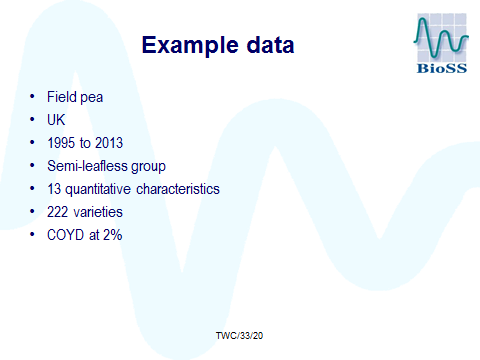 Example data
BioSS
• Field pea
• UK
• 1995 to 2013
• Semi-leafless group
• 13 quantitative characteristics
• 222 varieties
• COYD at 2%
TWC/33/20